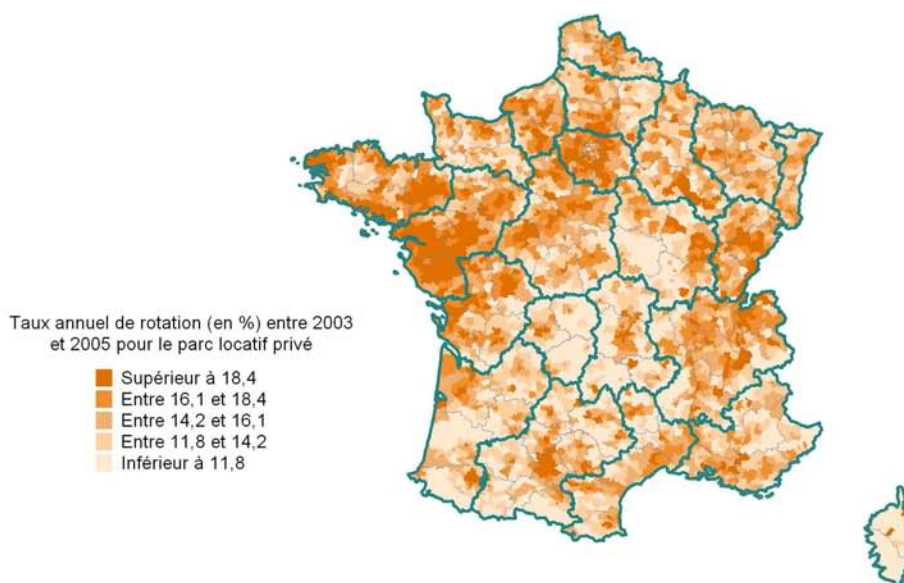 Taux annuel de rotation (en %) entre 2003
et 2005 pour le parc locatif privé
Supérieur à 18,4
Entre 16,1 et 18,4
Entre 14,2 et 16,1
Entre 11,8 et 14,2
Inférieur à 11,8